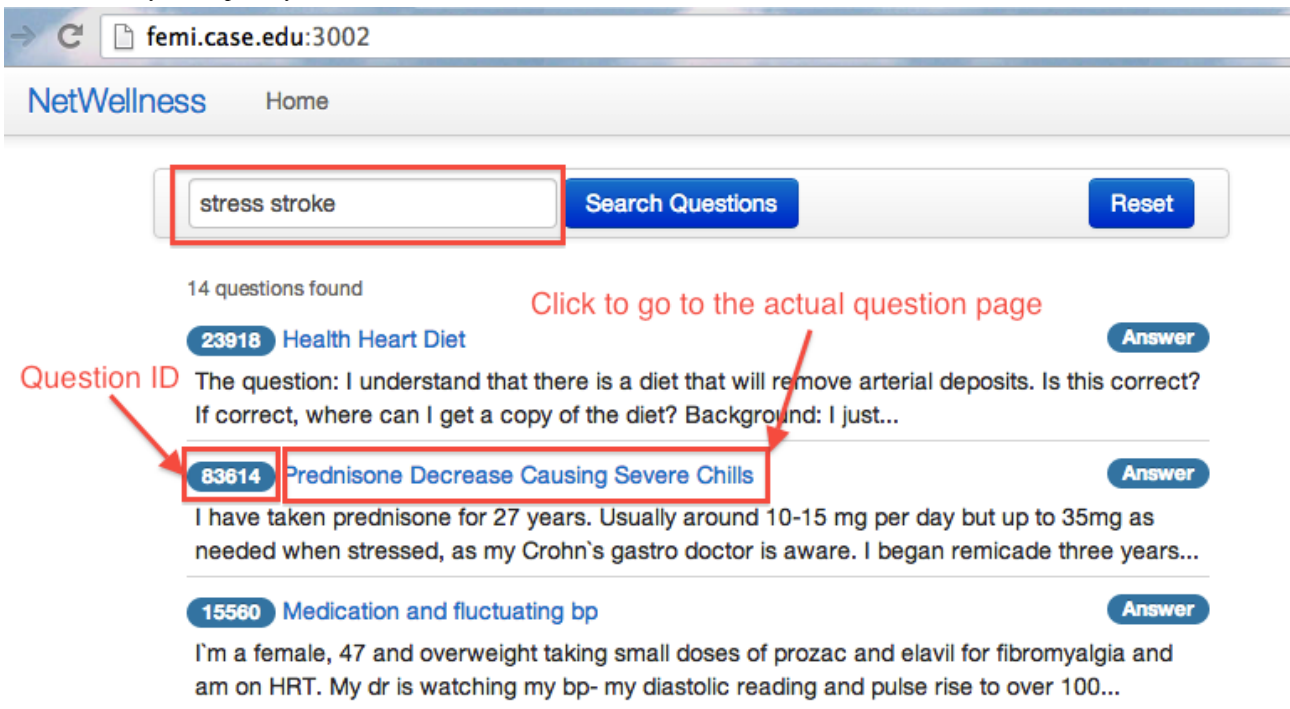 femi.case.edu:3002
NetWellness Home
stress stroke Search Questions Reset
14 questions found
Click to go to the actual question page
23918 Health Heart Diet Answer
Question ID
The question: I understand that there is a diet that will remove arterial deposits. Is this correct?
If correct, where can I get a copy of the diet? Background: I just...
83614 Prednisone Decrease Causing Severe Chills Answer
I have taken prednisone for 27 years. Usually around 10-15 mg per day but up to 35mg as
needed when stressed, as my Crohn`s gastro doctor is aware. I began remicade three years...
15560 Medication and fluctuating bp Answer
I`m a female, 47 and overweight taking small doses of prozac and elavil for fibromyalgia and
am on HRT. My dr is watching my bp- my diastolic reading and pulse rise to over 100...